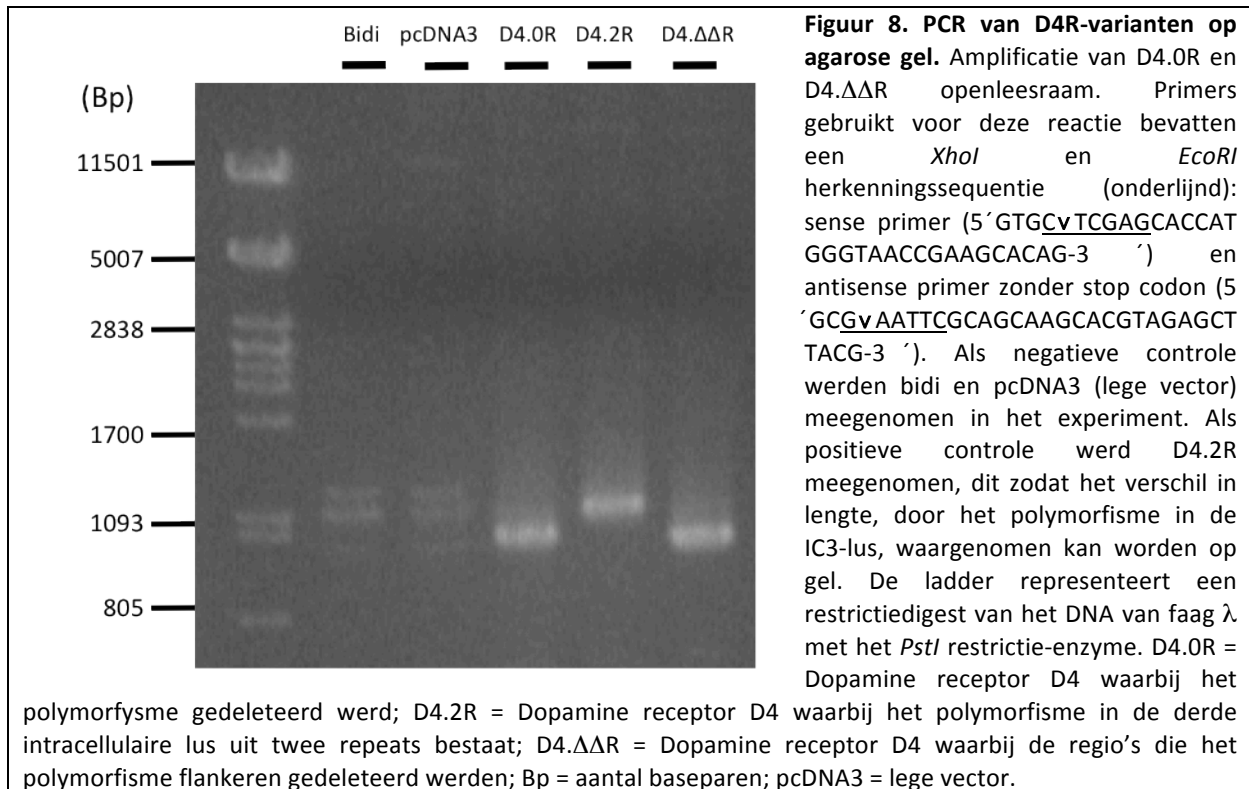 Bidi pcDNA3 D4.0R D4.2R D4.ΔΔR
(Bp)
11501
5007
2838
1700
1093
805
Figuur 8. PCR van D4R-varianten op
agarose gel. Amplificatie van D4.0R en
D4.ΔΔR openleesraam. Primers
gebruikt voor deze reactie bevatten
een XhoI en EcoRI
herkenningssequentie (onderlijnd):
sense primer (5´GTGCvTCGAGCACCAT
GGGTAACCGAAGCACAG-3 ´) en
antisense primer zonder stop codon (5
´GCGvAATTCGCAGCAAGCACGTAGAGCT
TACG-3 ´). Als negatieve controle
werden bidi en pcDNA3 (lege vector)
meegenomen in het experiment. Als
positieve controle werd D4.2R
meegenomen, dit zodat het verschil in
lengte, door het polymorfisme in de
IC3-lus, waargenomen kan worden op
gel. De ladder representeert een
restrictiedigest van het DNA van faag λ
met het PstI restrictie-enzyme. D4.0R =
Dopamine receptor D4 waarbij het
polymorfysme gedeleteerd werd; D4.2R = Dopamine receptor D4 waarbij het polymorfisme in de derde
intracellulaire lus uit twee repeats bestaat; D4.ΔΔR = Dopamine receptor D4 waarbij de regio's die het
polymorfisme flankeren gedeleteerd werden; Bp = aantal baseparen; pcDNA3 = lege vector.